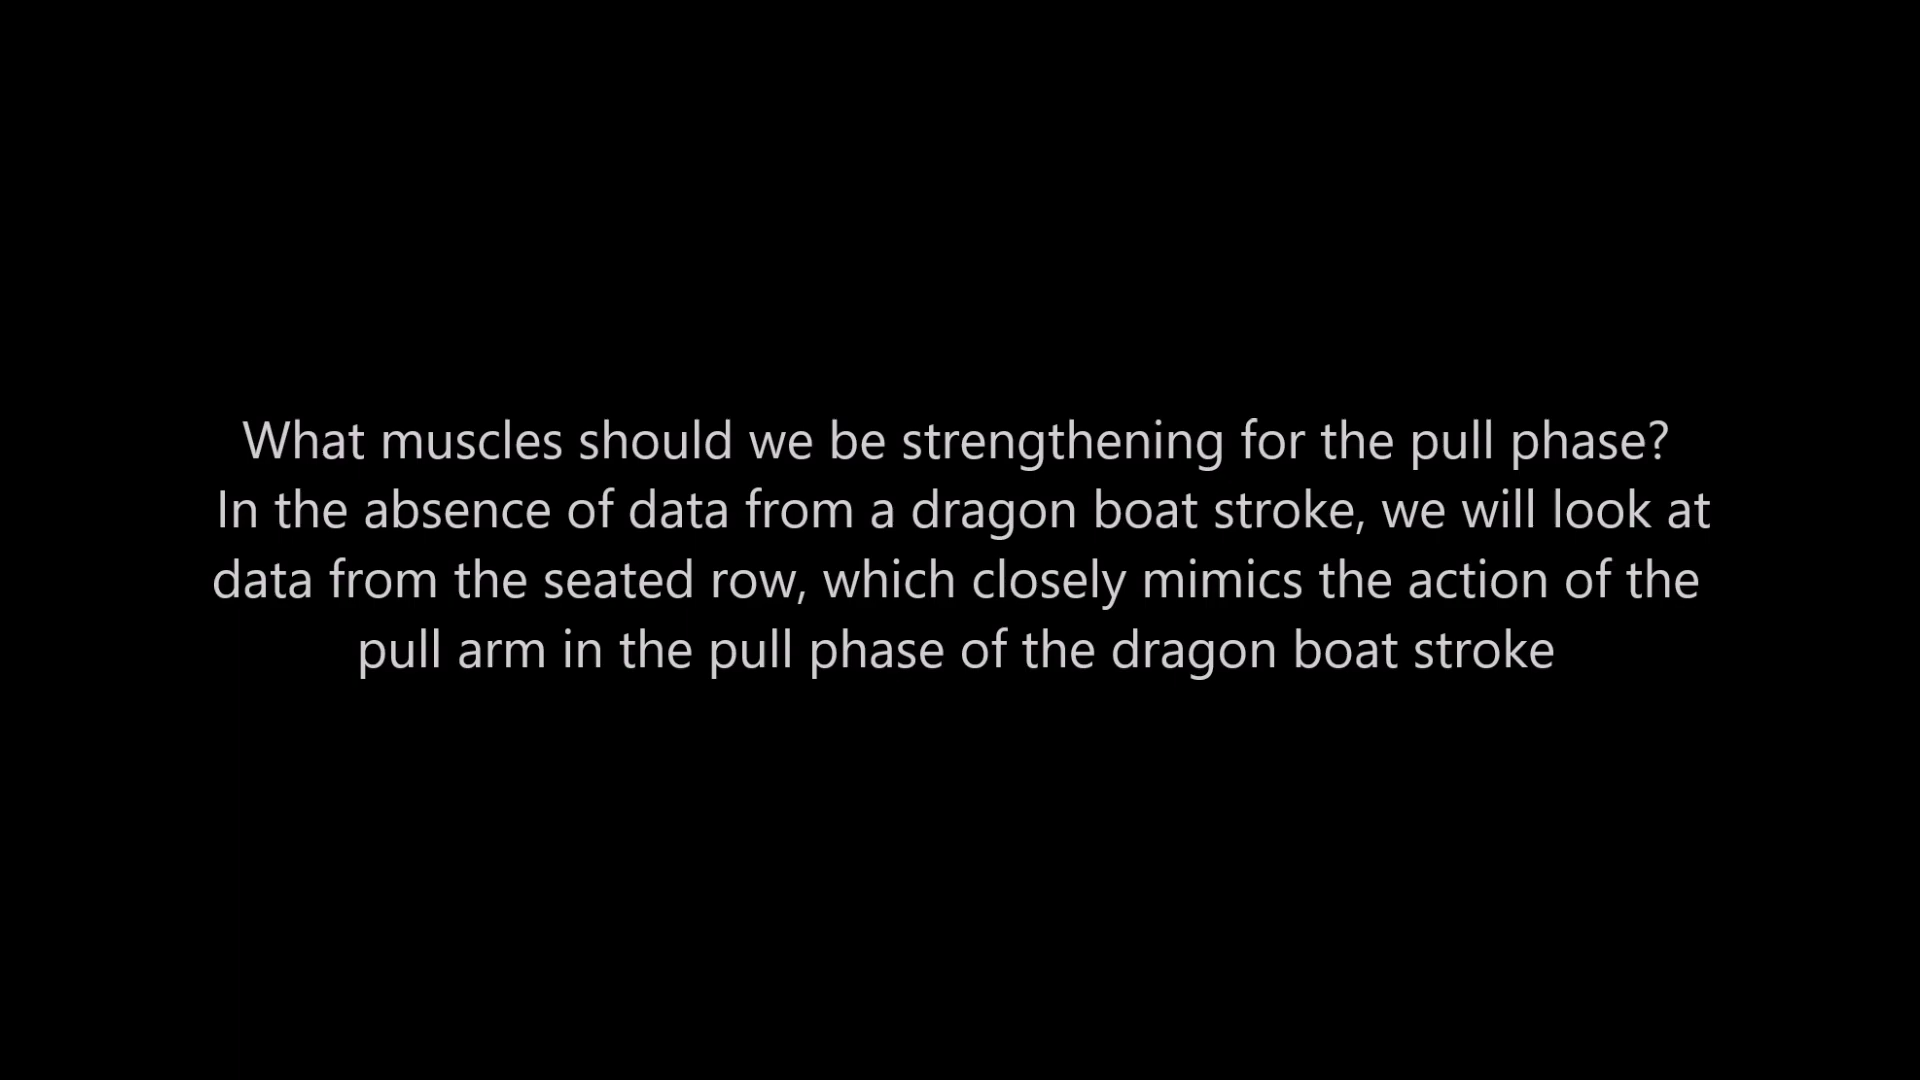 What muscles should we be strengthening for the pull phase?
In the absence of data from a dragon boat stroke, we will look at
data from the seated row, which closely mimics the action of the
pull arm in the pull phase of the dragon boat stroke